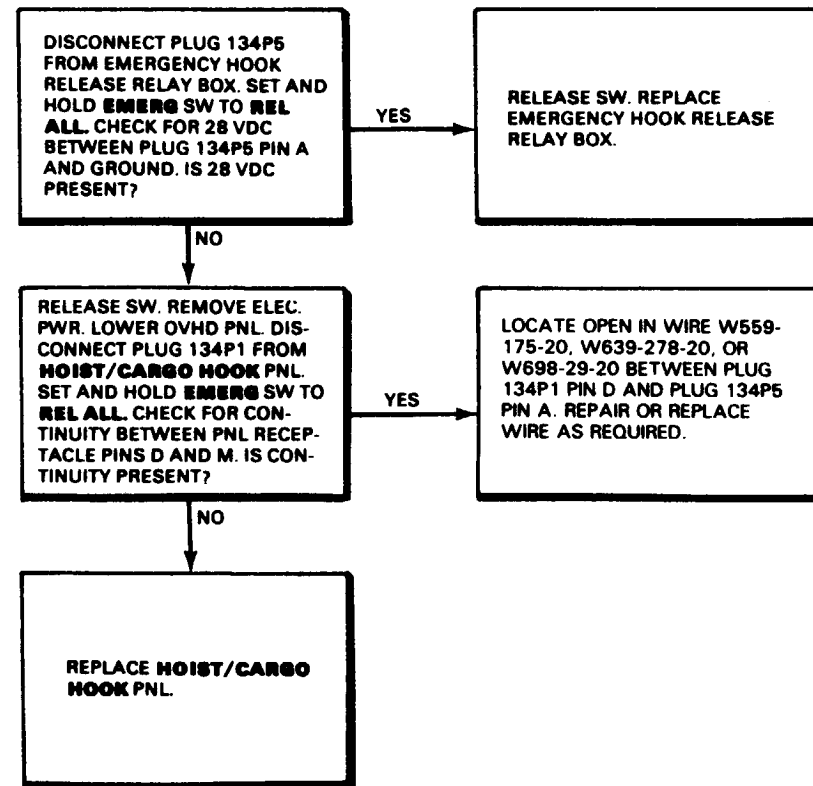 DISCONNECT PLUG 134P5
FROM EMERGENCY HOOK
RELEASE RELAY BOX. SET AND
HOLD EMERG SW TO REL
ALL. CHECK FOR 28 VDC
BETWEEN PLUG 134P5 PIN A
AND GROUND. IS 28 VDC
PRESENT?
YES
RELEASE SW. REPLACE
EMERGENCY HOOK RELEASE
RELAY BOX.
NO
RELEASE SW. REMOVE ELEC.
PWR. LOWER OVHD PNL. DIS-
CONNECT PLUG 134P1 FROM
HOIST/CARGO HOOK PNL.
SET AND HOLD EMERG SW TO
REL ALL. CHECK FOR CON-
TINUITY BETWEEN PNL RECEP-
TACLE PINS D AND M. IS CON-
TINUITY PRESENT?
YES
LOCATE OPEN IN WIRE W559-
175-20, W639-278-20, OR
W698-29-20 BETWEEN PLUG
134P1 PIN D AND PLUG 134P5
PIN A. REPAIR OR REPLACE
WIRE AS REQUIRED.
NO
REPLACE HOIST/CARGO
HOOK PNL.